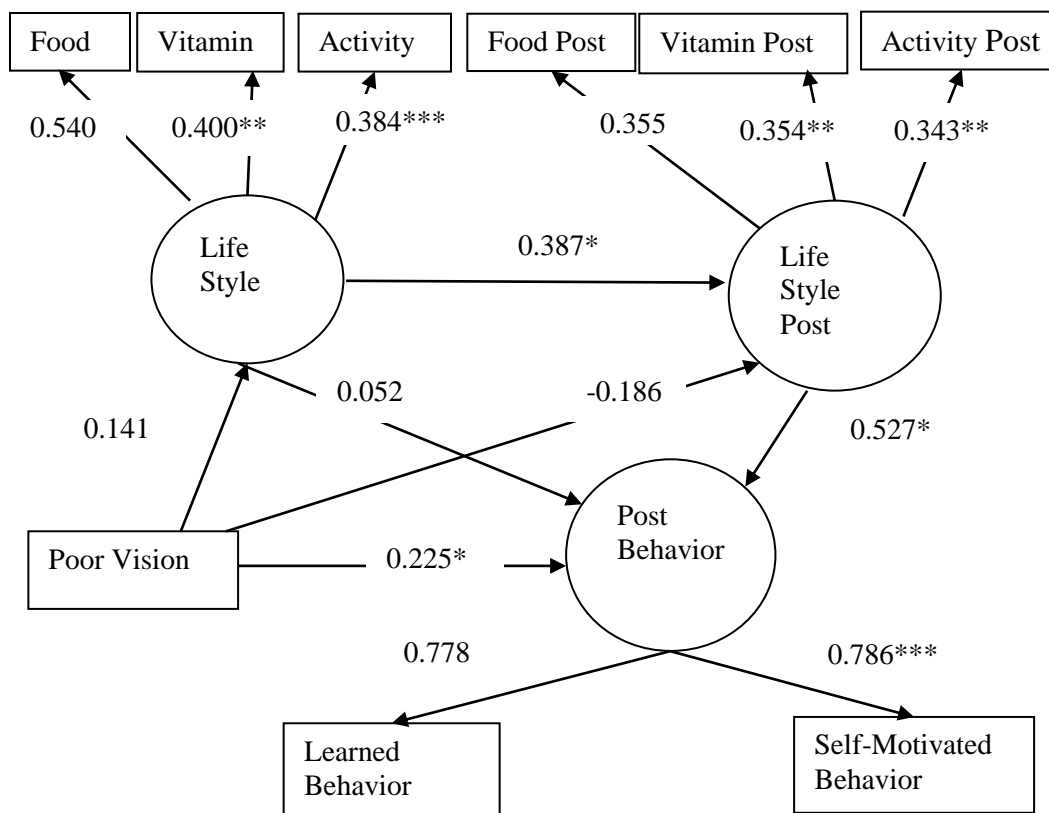 Food
Vitamin
Activity
Food Post
Vitamin Post
Activity Post
0.540
0.400**
0.384***
0.355
0.354**
0.343**
Life
Style
0.387*
Life
Style
Post
0.141
0.052
-0.186
0.527*
Poor Vision
0.225*
Post
Behavior
0.778
0.786***
Learned
Behavior
Self-Motivated
Behavior